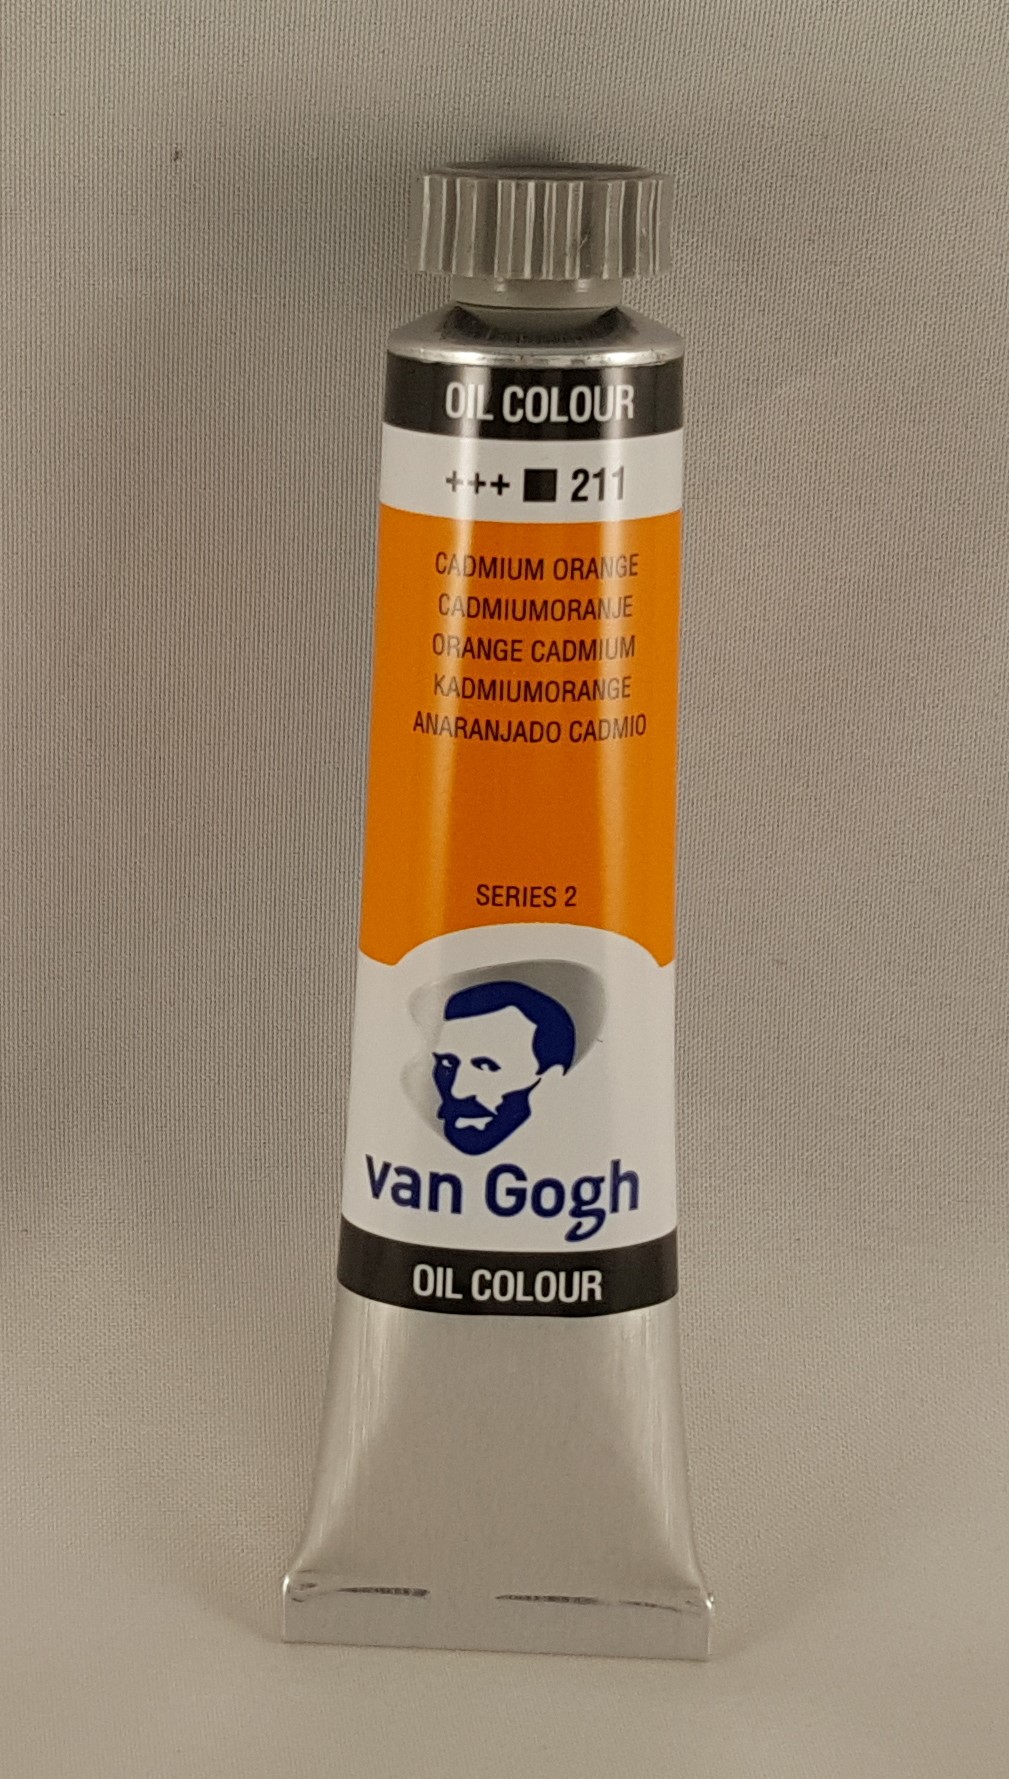 OIL COLOUR
+++ ■ 211
CADMIUM ORANGE
CADMIUMORANJE
ORANGE CADMIUM
KADMIUMORANGE
ANARANJADO CADMIO
SERIES 2
van Gogh
OIL COLOUR